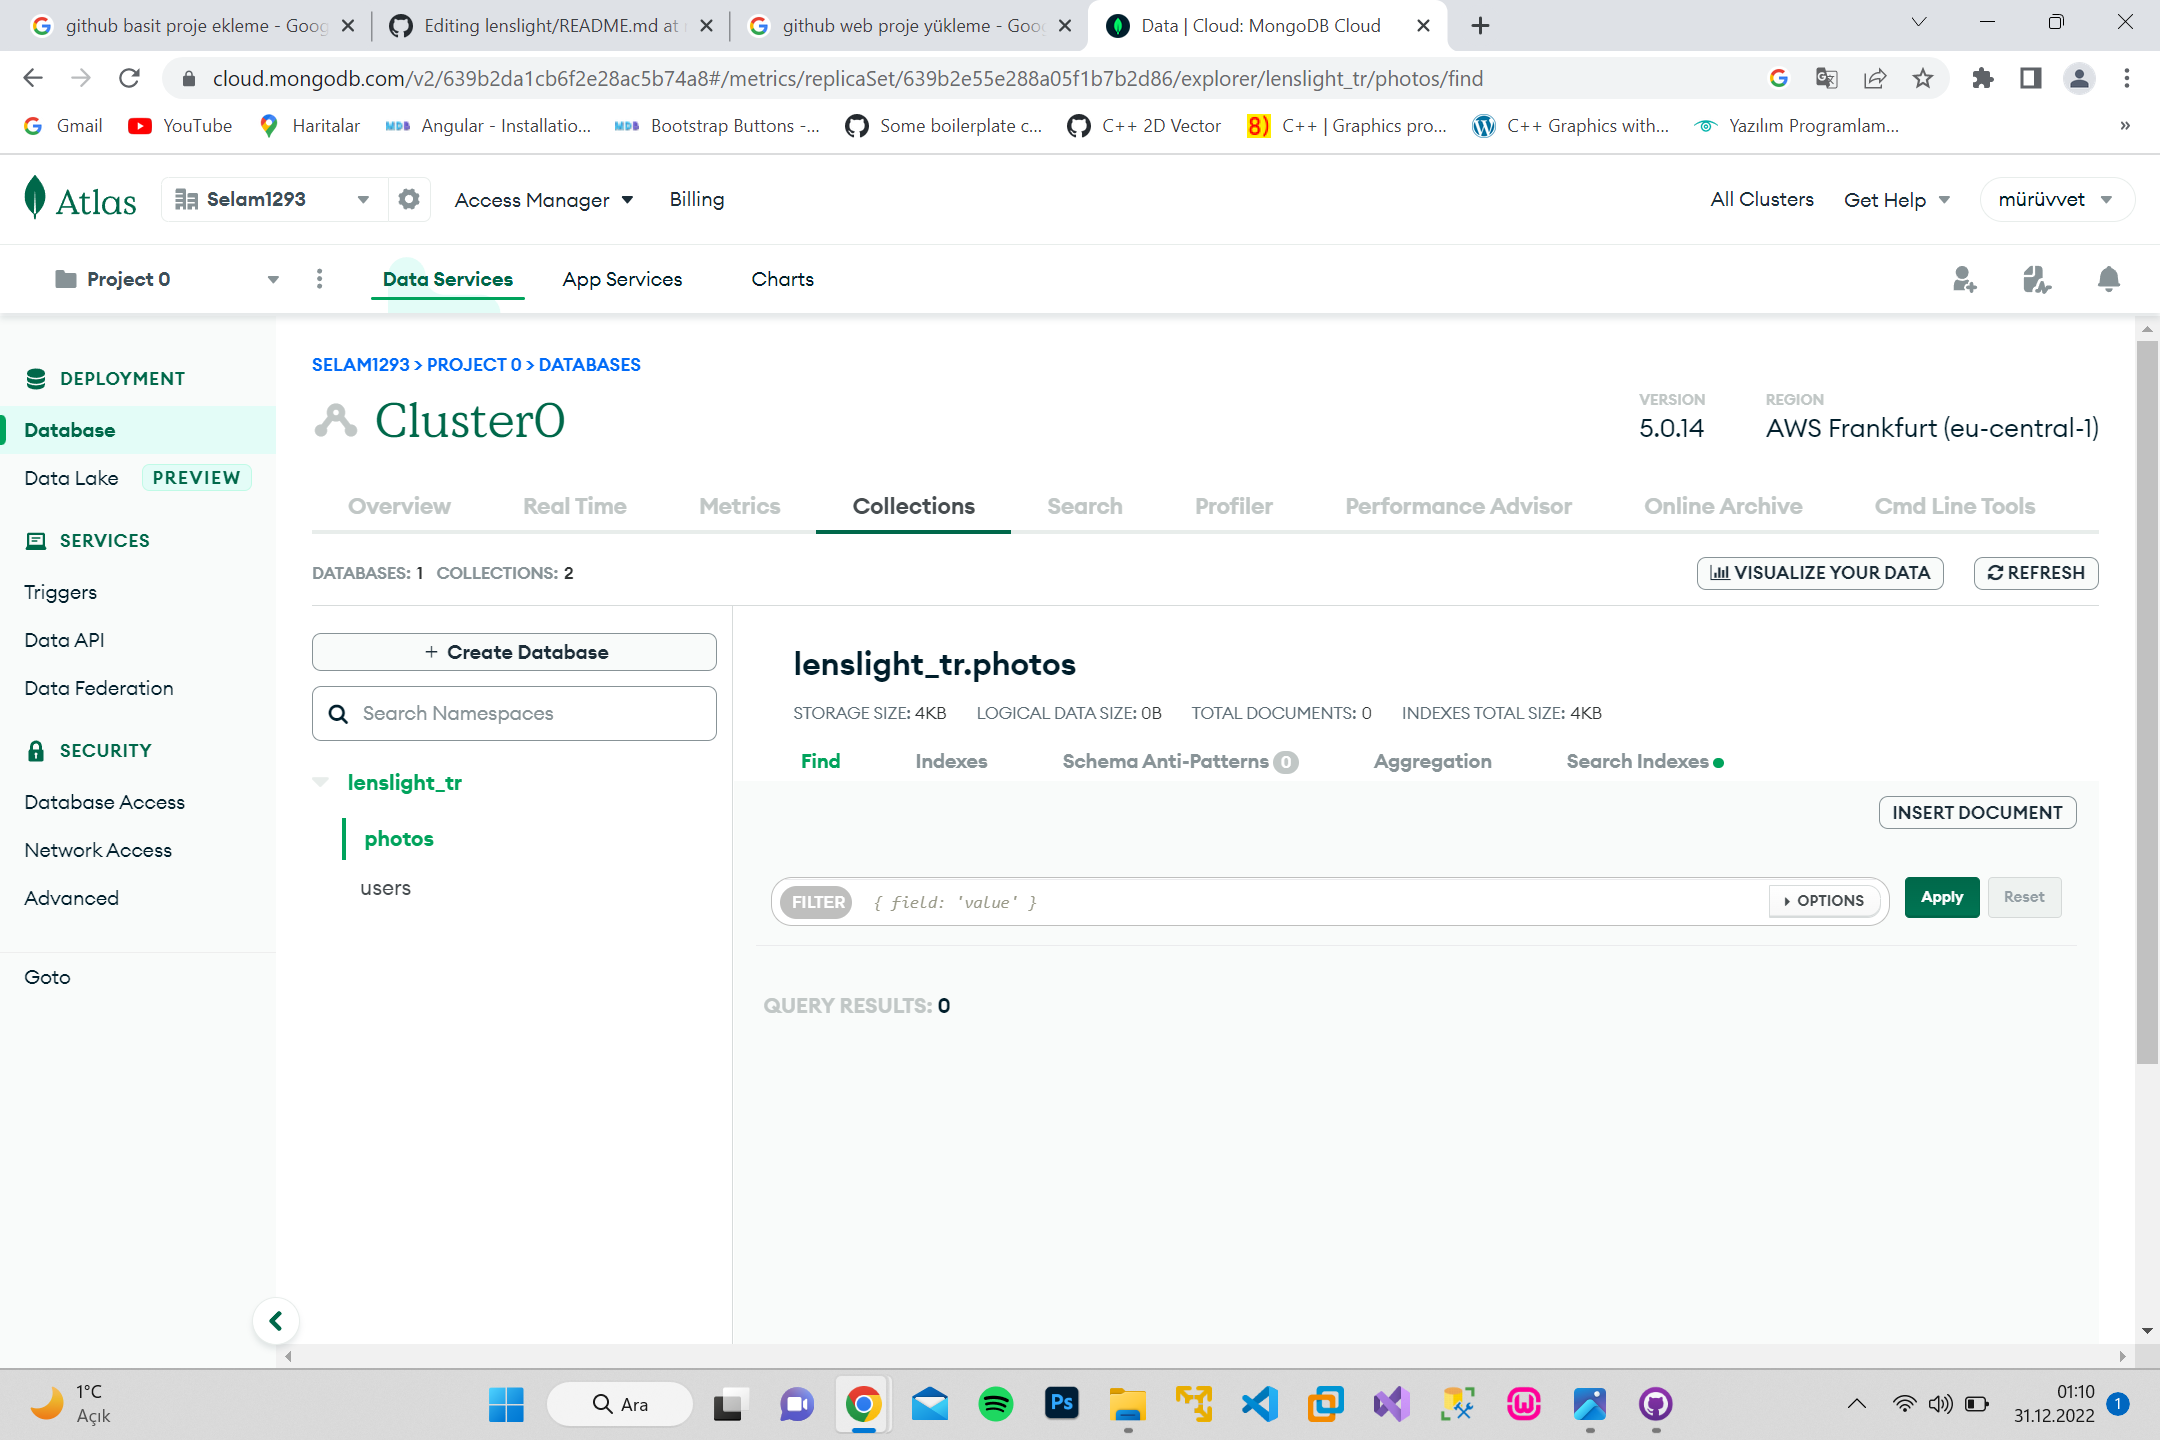 github basit proje ekleme - Goog
Editing lenslight/README.md at
github web proje yükleme - Goog
Data | Cloud: MongoDB Cloud
cloud.mongodb.com/v2/639b2da1cb6f2e28ac5b74a8#/metrics/replicaSet/639b2e55e288a05f1b7b2d86/explorer/lenslight_tr/photos/find
Gmail
YouTube
Haritalar
MDB Angular - Installatio...
MDB Bootstrap Buttons -...
Some boilerplate c...
C++ 2D Vector
8) C++ | Graphics pro...
C++ Graphics with...
Yazılım Programlam...
»
Atlas
Selam1293
Access Manager
Billing
All Clusters
Get Help
mürüvvet
Project 0
Data Services
App Services
Charts
DEPLOYMENT
Database
Data Lake PREVIEW
SERVICES
Triggers
Data API
Data Federation
SECURITY
Database Access
Network Access
Advanced
Goto
SELAM1293 > PROJECT 0 > DATABASES
Cluster0
VERSION
5.0.14
REGION
AWS Frankfurt (eu-central-1)
Overview
Real Time
Metrics
Collections
Search
Profiler
Performance Advisor
Online Archive
Cmd Line Tools
DATABASES: 1 COLLECTIONS: 2
VISUALIZE YOUR DATA
REFRESH
+ Create Database
Search Namespaces
lenslight_tr
photos
users
lenslight_tr.photos
STORAGE SIZE: 4KB LOGICAL DATA SIZE: 0B TOTAL DOCUMENTS: 0 INDEXES TOTAL SIZE: 4KB
Find
Indexes
Schema Anti-Patterns 0
Aggregation
Search Indexes
INSERT DOCUMENT
FILTER { field: 'value' }
OPTIONS
Apply
Reset
QUERY RESULTS: 0
1°C
Açık
Ara
Ps
01:10
31.12.2022
1